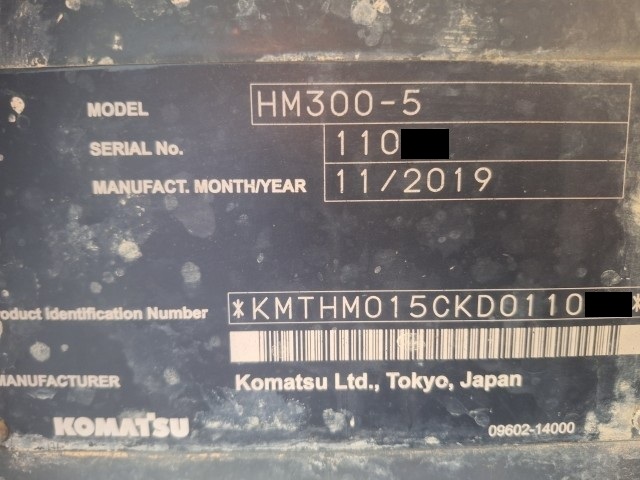 MODEL HM300-5
SERIAL No. 110
MANUFACT. MONTH/YEAR 11/2019
roduct Identification Number *KMTHM015CKD0110 *
MANUFACTURER Komatsu Ltd., Tokyo, Japan
KOMATSU 09602-14000